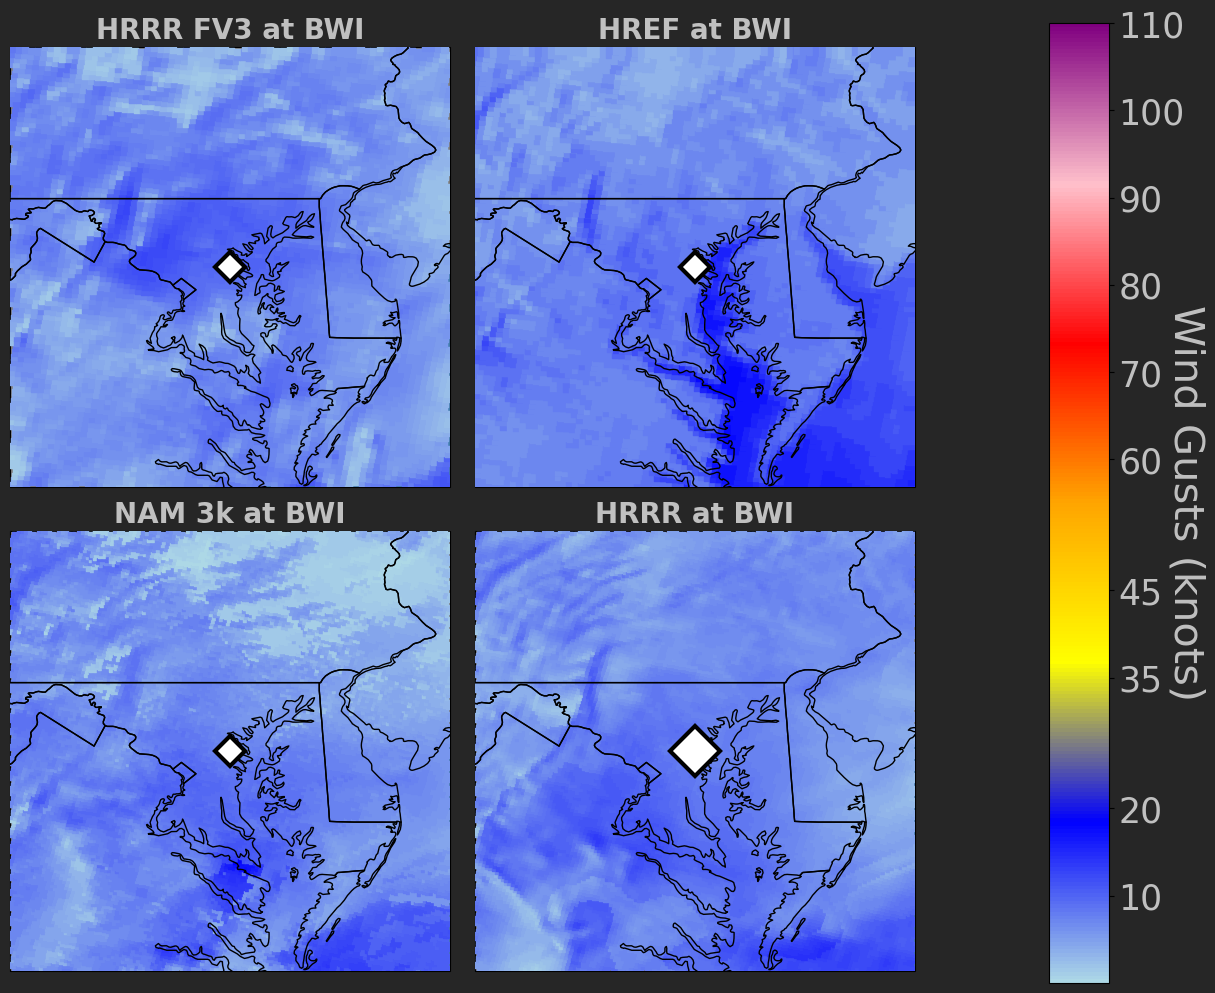 HRRR FV3 at BWI
HREF at BWI
NAM 3k at BWI
HRRR at BWI
110
100
90
80
70
60
45
35
20
10
Wind Gusts (knots)